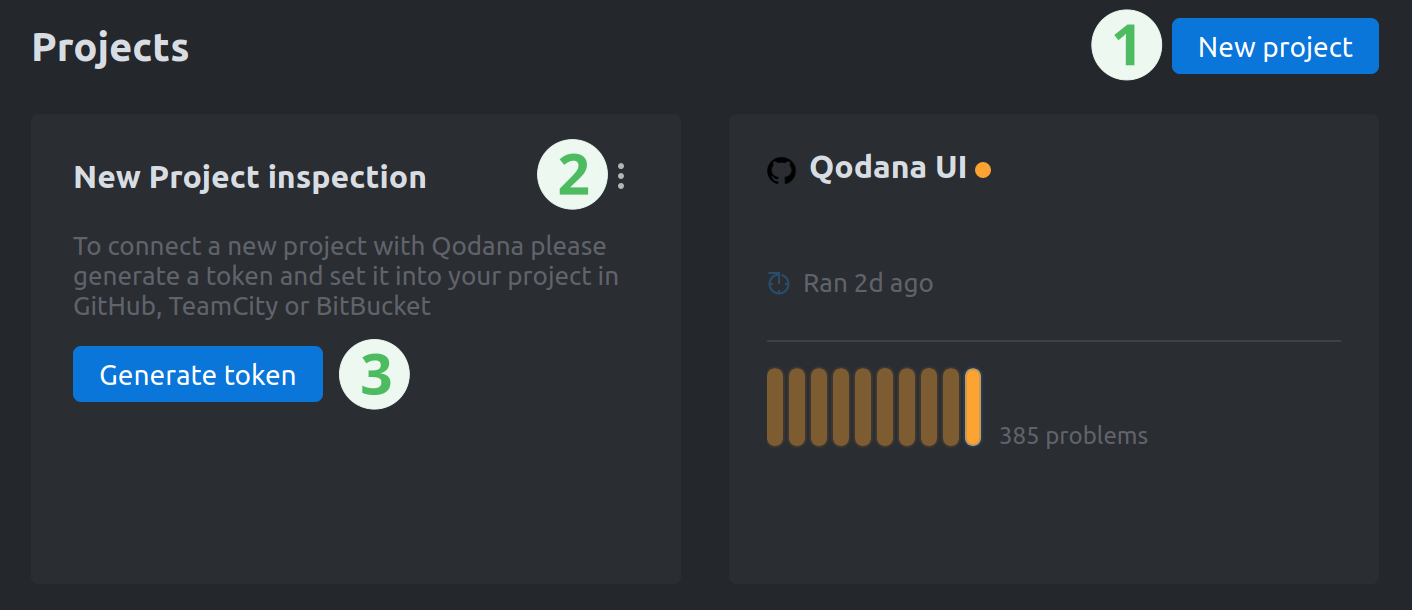 Projects
1
New project
New Project inspection
2
To connect a new project with Qodana please
generate a token and set it into your project in
GitHub, TeamCity or BitBucket
Generate token
3
Qodana UI
Ran 2d ago
385 problems